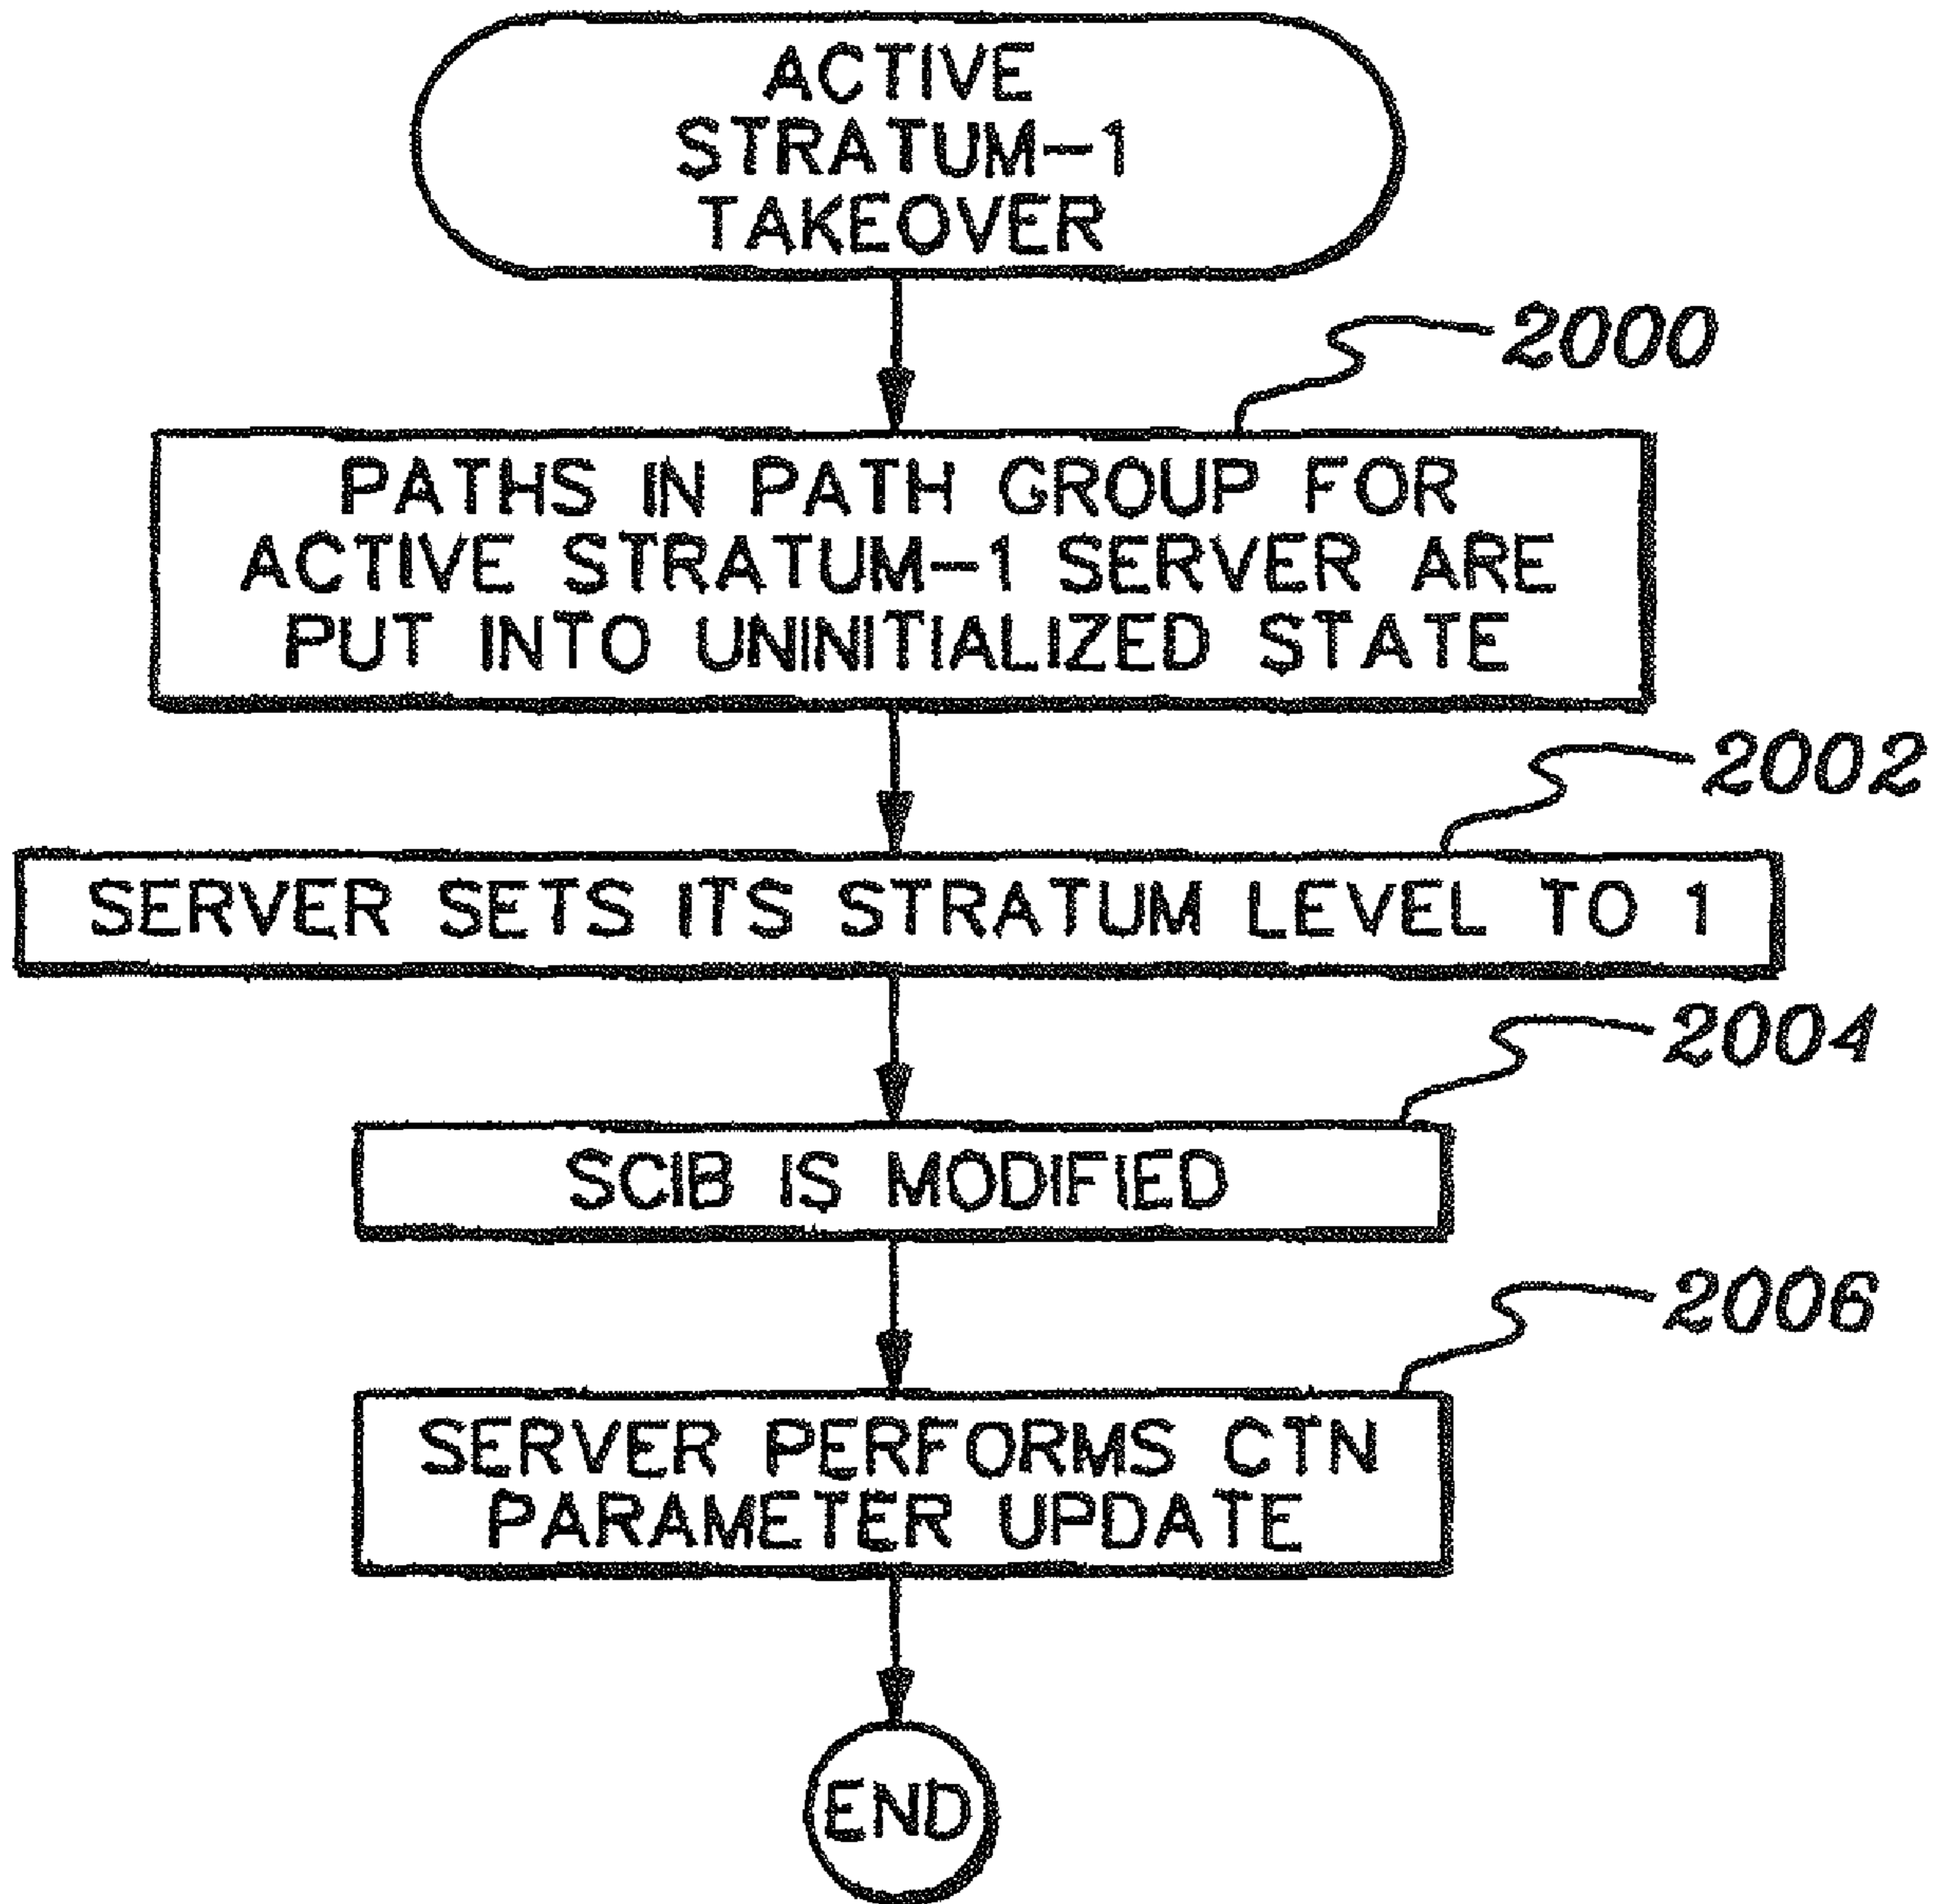 ACTIVE
STRATUM-1
TAKEOVER
2000
PATHS IN PATH GROUP FOR
ACTIVE STRATUM-1 SERVER ARE
PUT INTO UNINITIALIZED STATE
2002
SERVER SETS ITS STRATUM LEVEL TO 1
2004
SCIB IS MODIFIED
2006
SERVER PERFORMS CTN
PARAMETER UPDATE
END